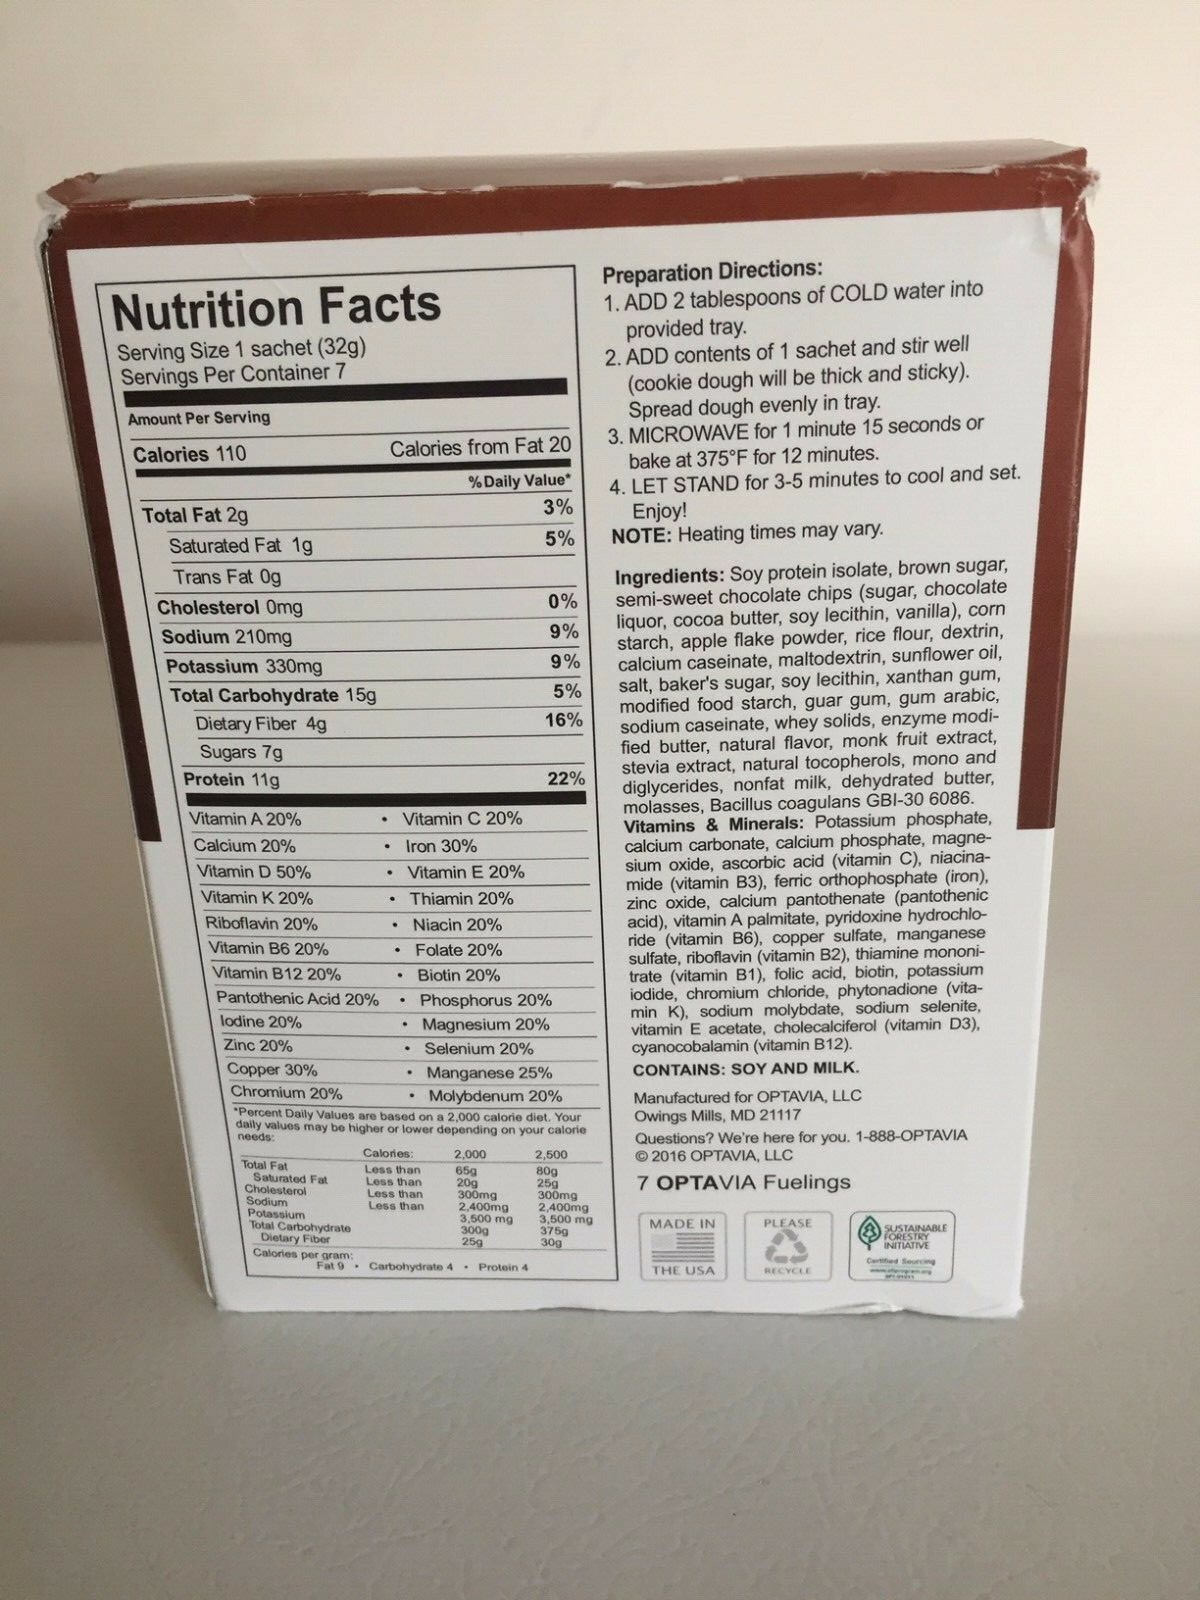 Nutrition Facts
Serving Size 1 sachet (32g)
Servings Per Container 7
Amount Per Serving
Calories 110 Calories from Fat 20
% Daily Value*
Total Fat 2g 3%
Saturated Fat 1g 5%
Trans Fat 0g
Cholesterol 0mg 0%
Sodium 210mg 9%
Potassium 330mg 9%
Total Carbohydrate 15g 5%
Dietary Fiber 4g 16%
Sugars 7g
Protein 11g 22%
Vitamin A 20% • Vitamin C 20%
Calcium 20% • Iron 30%
Vitamin D 50% • Vitamin E 20%
Vitamin K 20% • Thiamin 20%
Riboflavin 20% • Niacin 20%
Vitamin B6 20% • Folate 20%
Vitamin B12 20% • Biotin 20%
Pantothenic Acid 20% • Phosphorus 20%
Iodine 20% • Magnesium 20%
Zinc 20% • Selenium 20%
Copper 30% • Manganese 25%
Chromium 20% • Molybdenum 20%
*Percent Daily Values are based on a 2,000 calorie diet. Your
daily values may be higher or lower depending on your calorie
needs:
Calories: 2,000 2,500
Total Fat Less than 65g 80g
Saturated Fat Less than 20g 25g
Cholesterol Less than 300mg 300mg
Sodium Less than 2,400mg 2,400mg
Potassium 3,500 mg 3,500 mg
Total Carbohydrate 300g 375g
Dietary Fiber 25g 30g
Calories per gram:
Fat 9 • Carbohydrate 4 • Protein 4
Preparation Directions:
1. ADD 2 tablespoons of COLD water into
provided tray.
2. ADD contents of 1 sachet and stir well
(cookie dough will be thick and sticky).
Spread dough evenly in tray.
3. MICROWAVE for 1 minute 15 seconds or
bake at 375°F for 12 minutes.
4. LET STAND for 3-5 minutes to cool and set.
Enjoy!
NOTE: Heating times may vary.
Ingredients: Soy protein isolate, brown sugar,
semi-sweet chocolate chips (sugar, chocolate
liquor, cocoa butter, soy lecithin, vanilla), corn
starch, apple flake powder, rice flour, dextrin,
calcium caseinate, maltodextrin, sunflower oil,
salt, baker's sugar, soy lecithin, xanthan gum,
modified food starch, guar gum, gum arabic,
sodium caseinate, whey solids, enzyme modi-
fied butter, natural flavor, monk fruit extract,
stevia extract, natural tocopherols, mono and
diglycerides, nonfat milk, dehydrated butter,
molasses, Bacillus coagulans GBI-30 6086.
Vitamins & Minerals: Potassium phosphate,
calcium carbonate, calcium phosphate, magne-
sium oxide, ascorbic acid (vitamin C), niacina-
mide (vitamin B3), ferric orthophosphate (iron),
zinc oxide, calcium pantothenate (pantothenic
acid), vitamin A palmitate, pyridoxine hydrochlo-
ride (vitamin B6), copper sulfate, manganese
sulfate, riboflavin (vitamin B2), thiamine mononi-
trate (vitamin B1), folic acid, biotin, potassium
iodide, chromium chloride, phytonadione (vita-
min K), sodium molybdate, sodium selenite,
vitamin E acetate, cholecalciferol (vitamin D3),
cyanocobalamin (vitamin B12).
CONTAINS: SOY AND MILK.
Manufactured for OPTAVIA, LLC
Owings Mills, MD 21117
Questions? We're here for you. 1-888-OPTAVIA
© 2016 OPTAVIA, LLC
7 OPTAVIA Fuelings
MADE IN
THE USA
PLEASE
RECYCLE
SUSTAINABLE
FORESTRY
INITIATIVE
Certified Sourcing